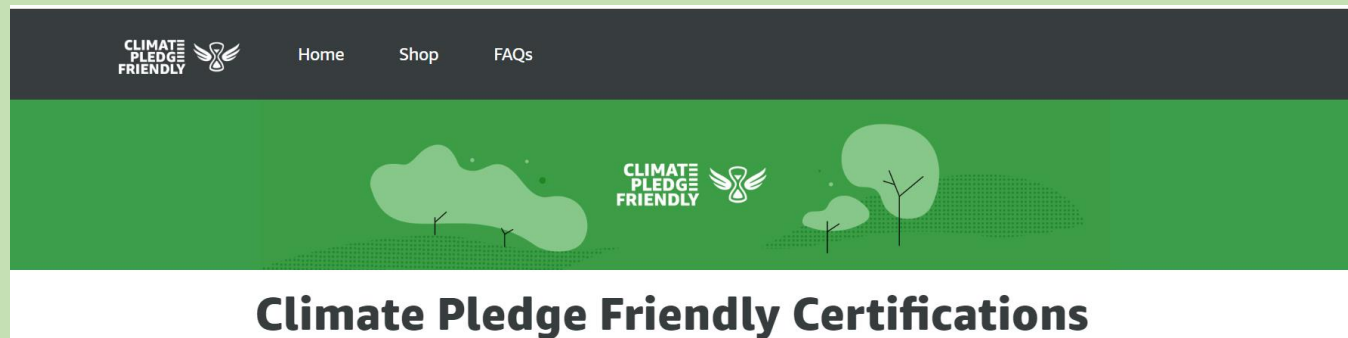 CLIMATE
PLEDGE
FRIENDLY
Home
Shop
FAQs
CLIMATE
PLEDGE
FRIENDLY
Climate Pledge Friendly Certifications